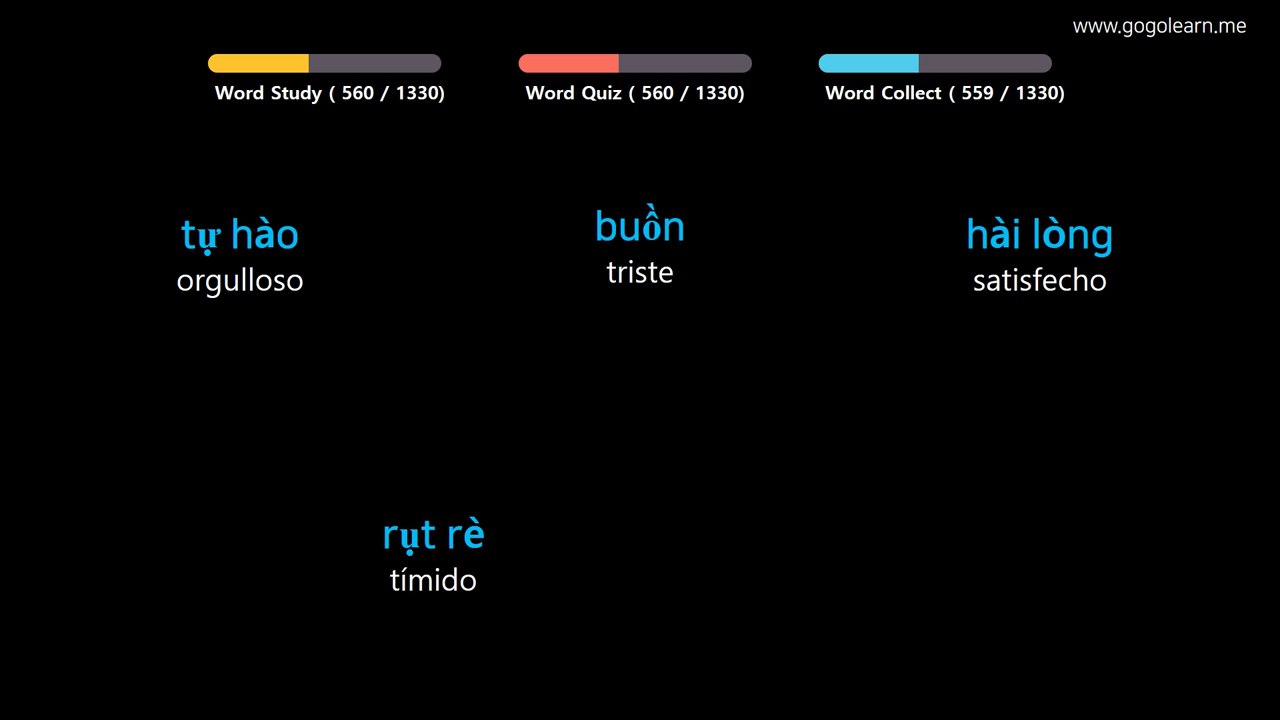 www.gogolearn.me
Word Study ( 560 / 1330)
Word Quiz ( 560 / 1330)
Word Collect ( 559 / 1330)
tự hào
orgulloso
buồn
triste
hài lòng
satisfecho
rụt rè
tímido